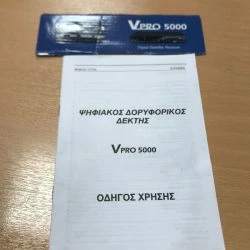 VPRO 5000
Digital Satellite Receiver
ΨΗΦΙΑΚΟΣ ΔΟΡΥΦΟΡΙΚΟΣ
ΔΕΚΤΗΣ
VPRO 5000
ΟΔΗΓΟΣ ΧΡΗΣΗΣ